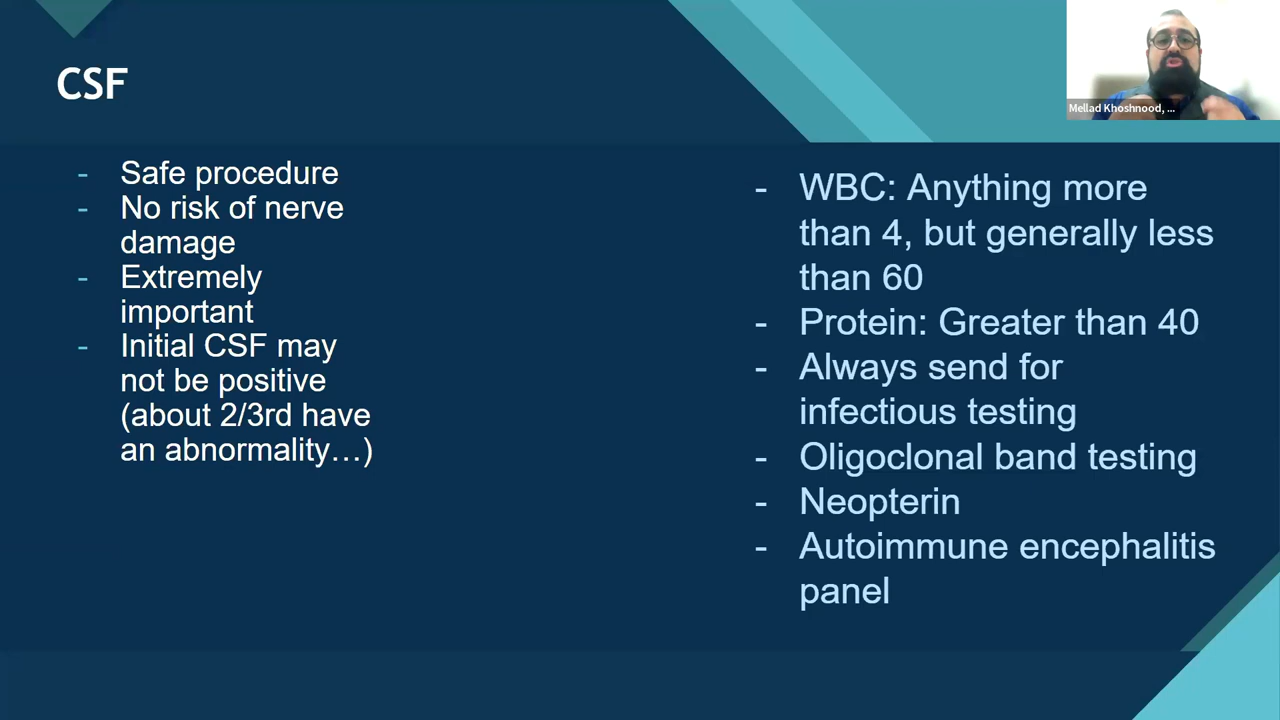 CSF
Mellad Khoshnood, ...
- Safe procedure
- No risk of nerve
damage
- Extremely
important
- Initial CSF may
not be positive
(about 2/3rd have
an abnormality…)
- WBC: Anything more
than 4, but generally less
than 60
- Protein: Greater than 40
- Always send for
infectious testing
- Oligoclonal band testing
- Neopterin
- Autoimmune encephalitis
panel